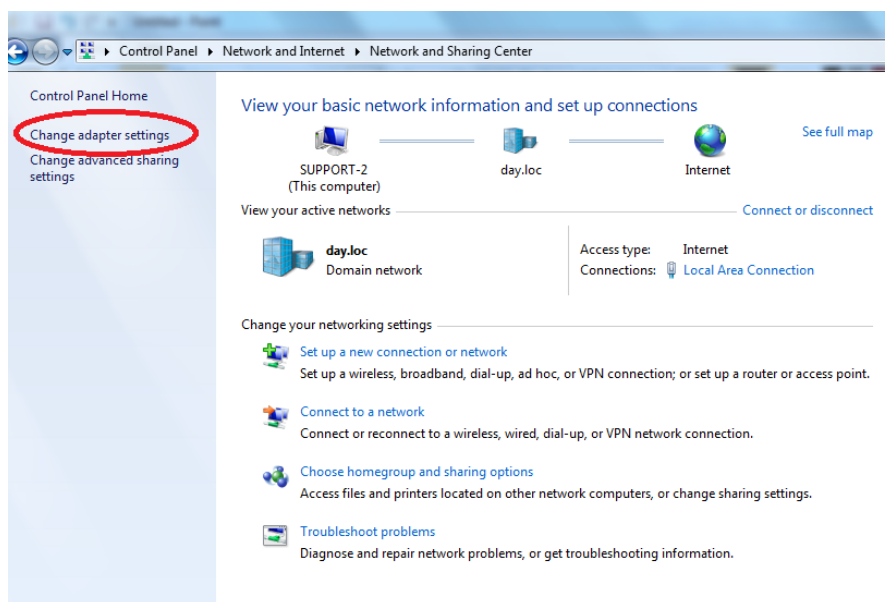 Control Panel ▸ Network and Internet ▸ Network and Sharing Center
Control Panel Home
Change adapter settings
Change advanced sharing
settings
View your basic network information and set up connections
See full map
SUPPORT-2
(This computer)
day.loc
Internet
View your active networks
Connect or disconnect
day.loc
Domain network
Access type: Internet
Connections: Local Area Connection
Change your networking settings
Set up a new connection or network
Set up a wireless, broadband, dial-up, ad hoc, or VPN connection; or set up a router or access point.
Connect to a network
Connect or reconnect to a wireless, wired, dial-up, or VPN network connection.
Choose homegroup and sharing options
Access files and printers located on other network computers, or change sharing settings.
Troubleshoot problems
Diagnose and repair network problems, or get troubleshooting information.